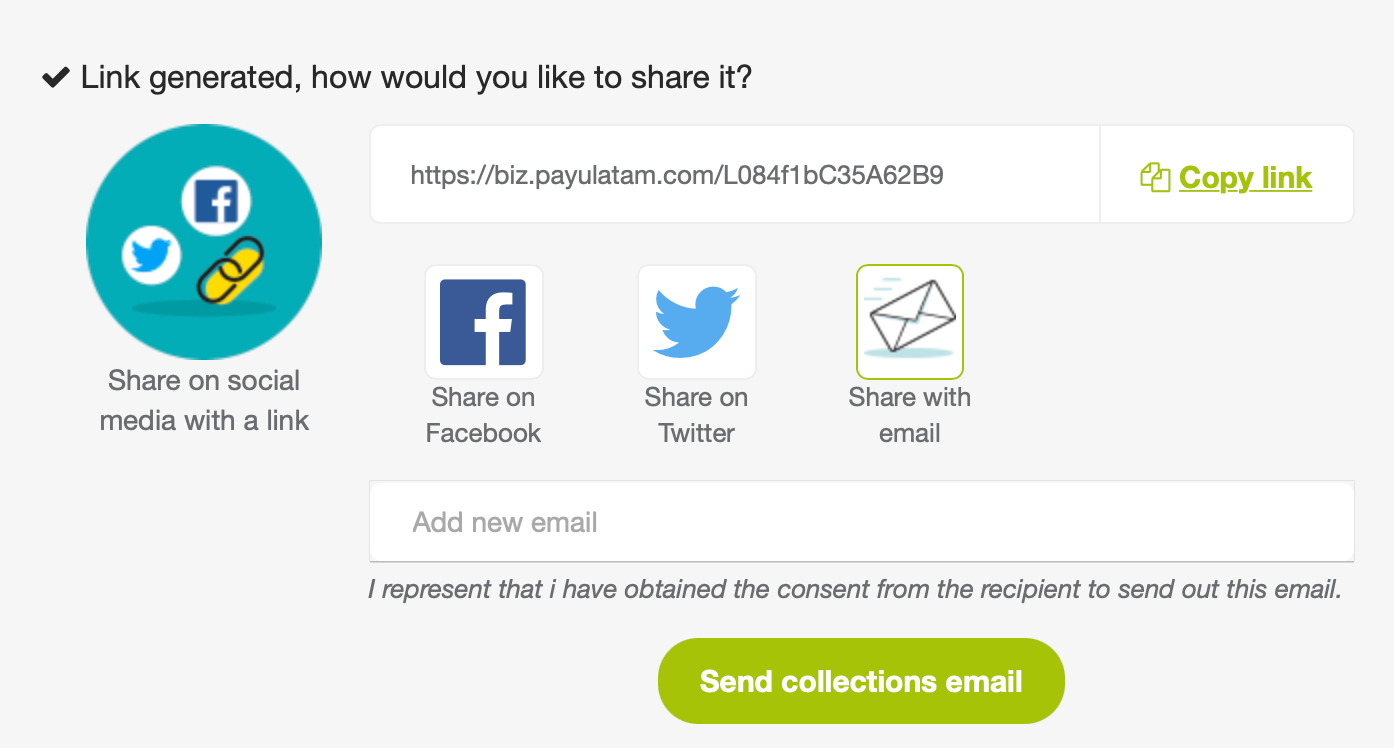 Link generated, how would you like to share it?
https://biz.payulatam.com/L084f1bC35A62B9
Copy link
Share on social
media with a link
Share on
Facebook
Share on
Twitter
Share with
email
Add new email
I represent that i have obtained the consent from the recipient to send out this email.
Send collections email